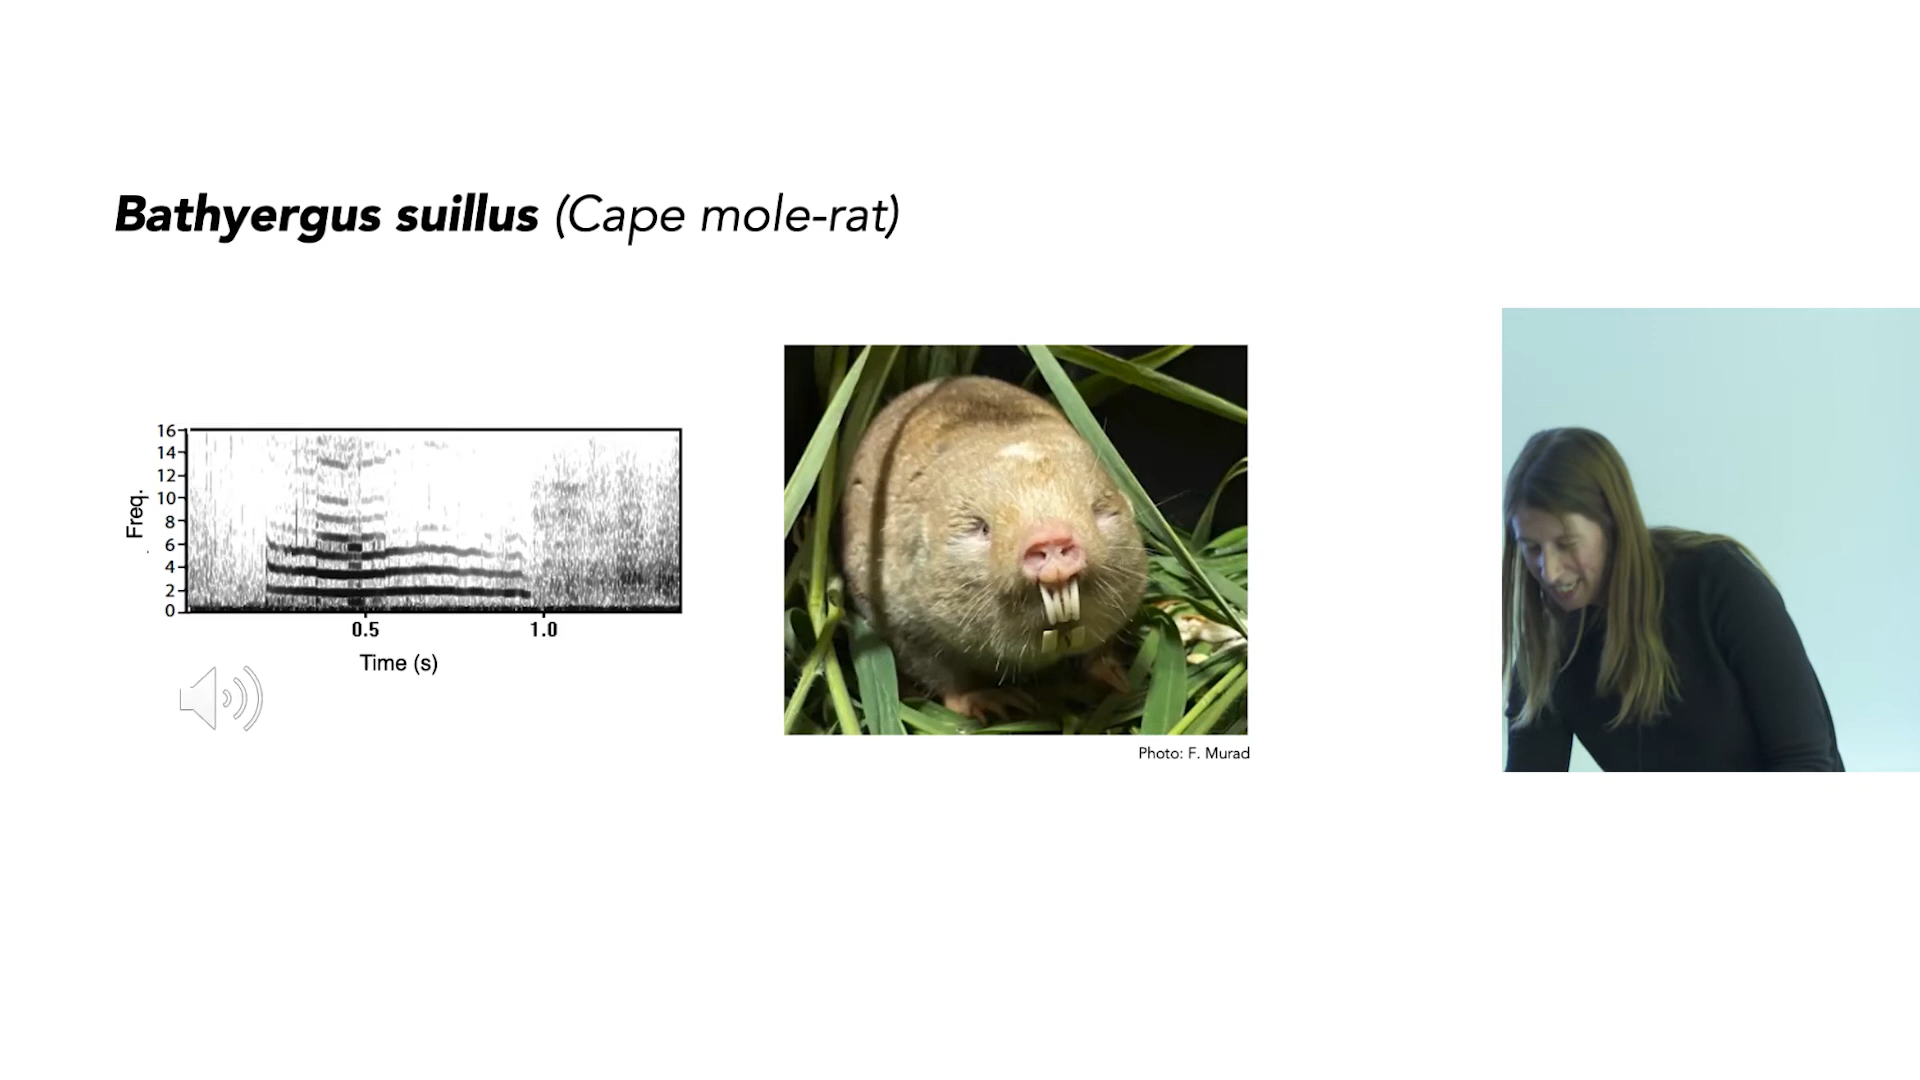 Bathyergus suillus (Cape mole-rat)
16
14
12
10
8
6
4
2
0
Freq.
0.5 1.0
Time (s)
Photo: F. Murad